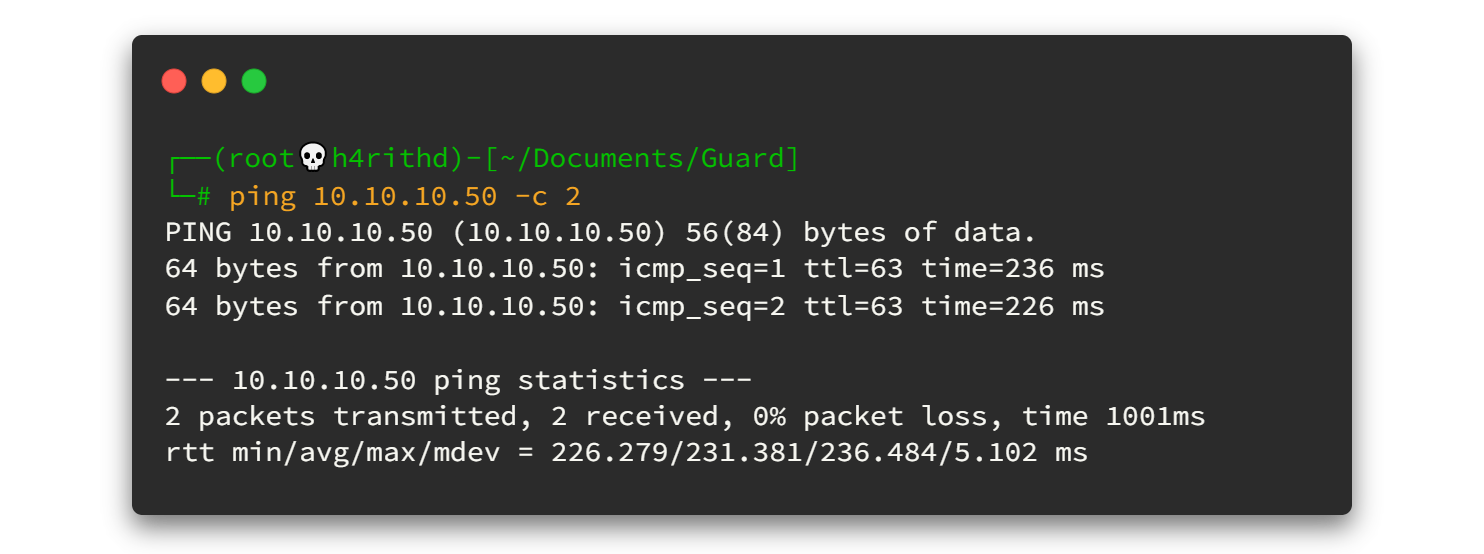 ┌──(root💀h4rithd)-[~/Documents/Guard]
└─# ping 10.10.10.50 -c 2
PING 10.10.10.50 (10.10.10.50) 56(84) bytes of data.
64 bytes from 10.10.10.50: icmp_seq=1 ttl=63 time=236 ms
64 bytes from 10.10.10.50: icmp_seq=2 ttl=63 time=226 ms
--- 10.10.10.50 ping statistics ---
2 packets transmitted, 2 received, 0% packet loss, time 1001ms
rtt min/avg/max/mdev = 226.279/231.381/236.484/5.102 ms